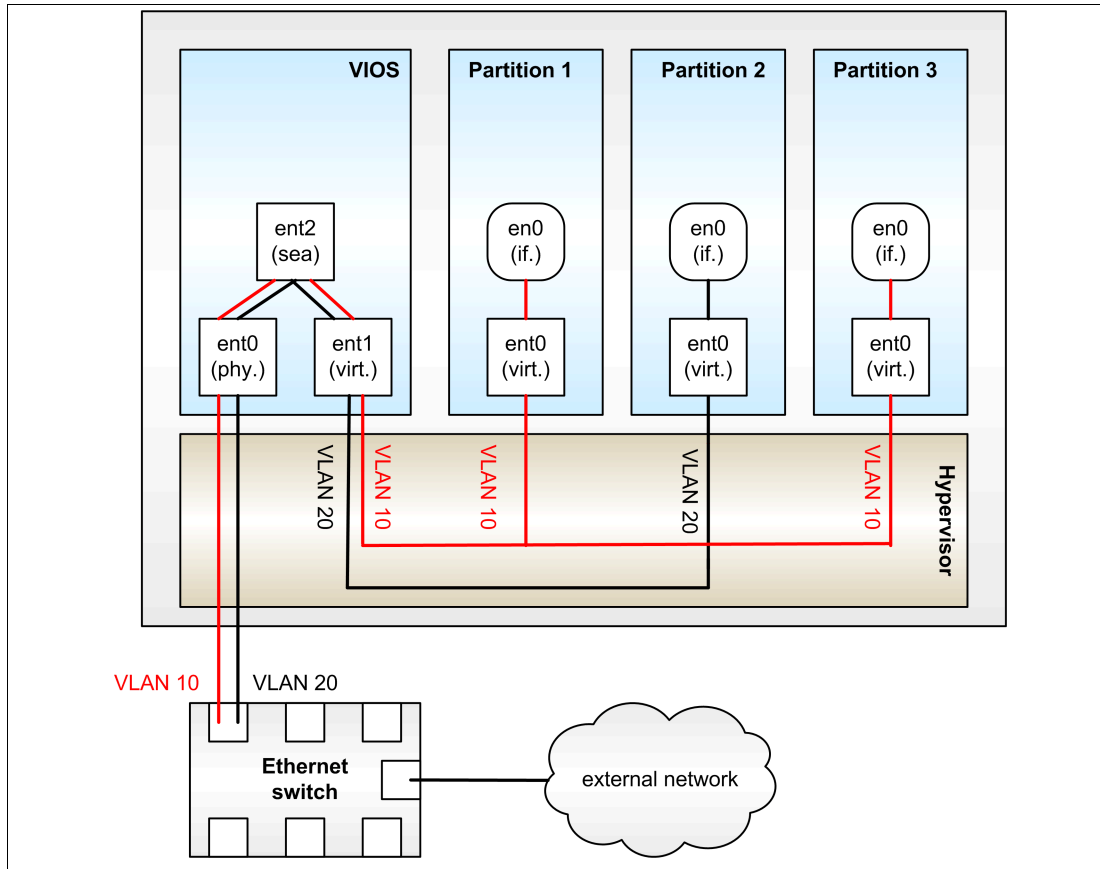 VIOS
Partition 1
Partition 2
Partition 3
ent2
(sea)
en0
(if.)
en0
(if.)
en0
(if.)
ent0
(phy.)
ent1
(virt.)
ent0
(virt.)
ent0
(virt.)
ent0
(virt.)
VLAN 20
VLAN 10
VLAN 10
VLAN 20
VLAN 10
Hypervisor
VLAN 10
VLAN 20
Ethernet
switch
external network